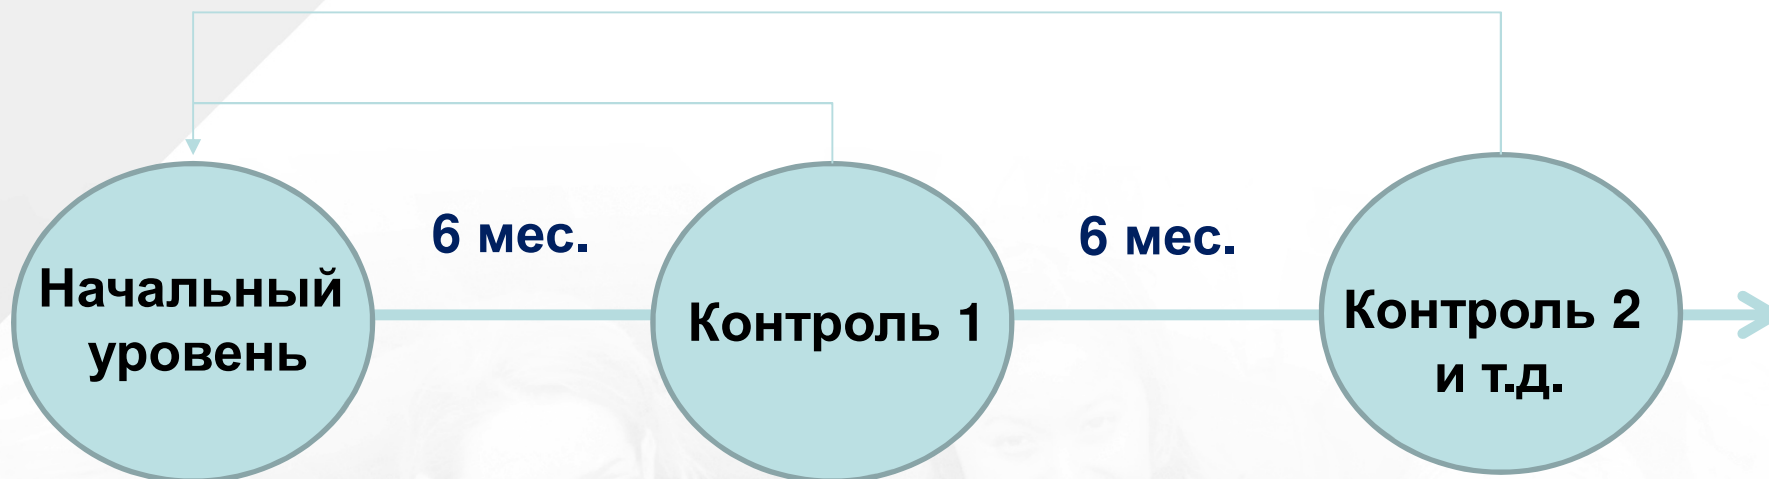 Начальный
уровень
6 мес.
Контроль 1
6 мес.
Контроль 2
и т.д.